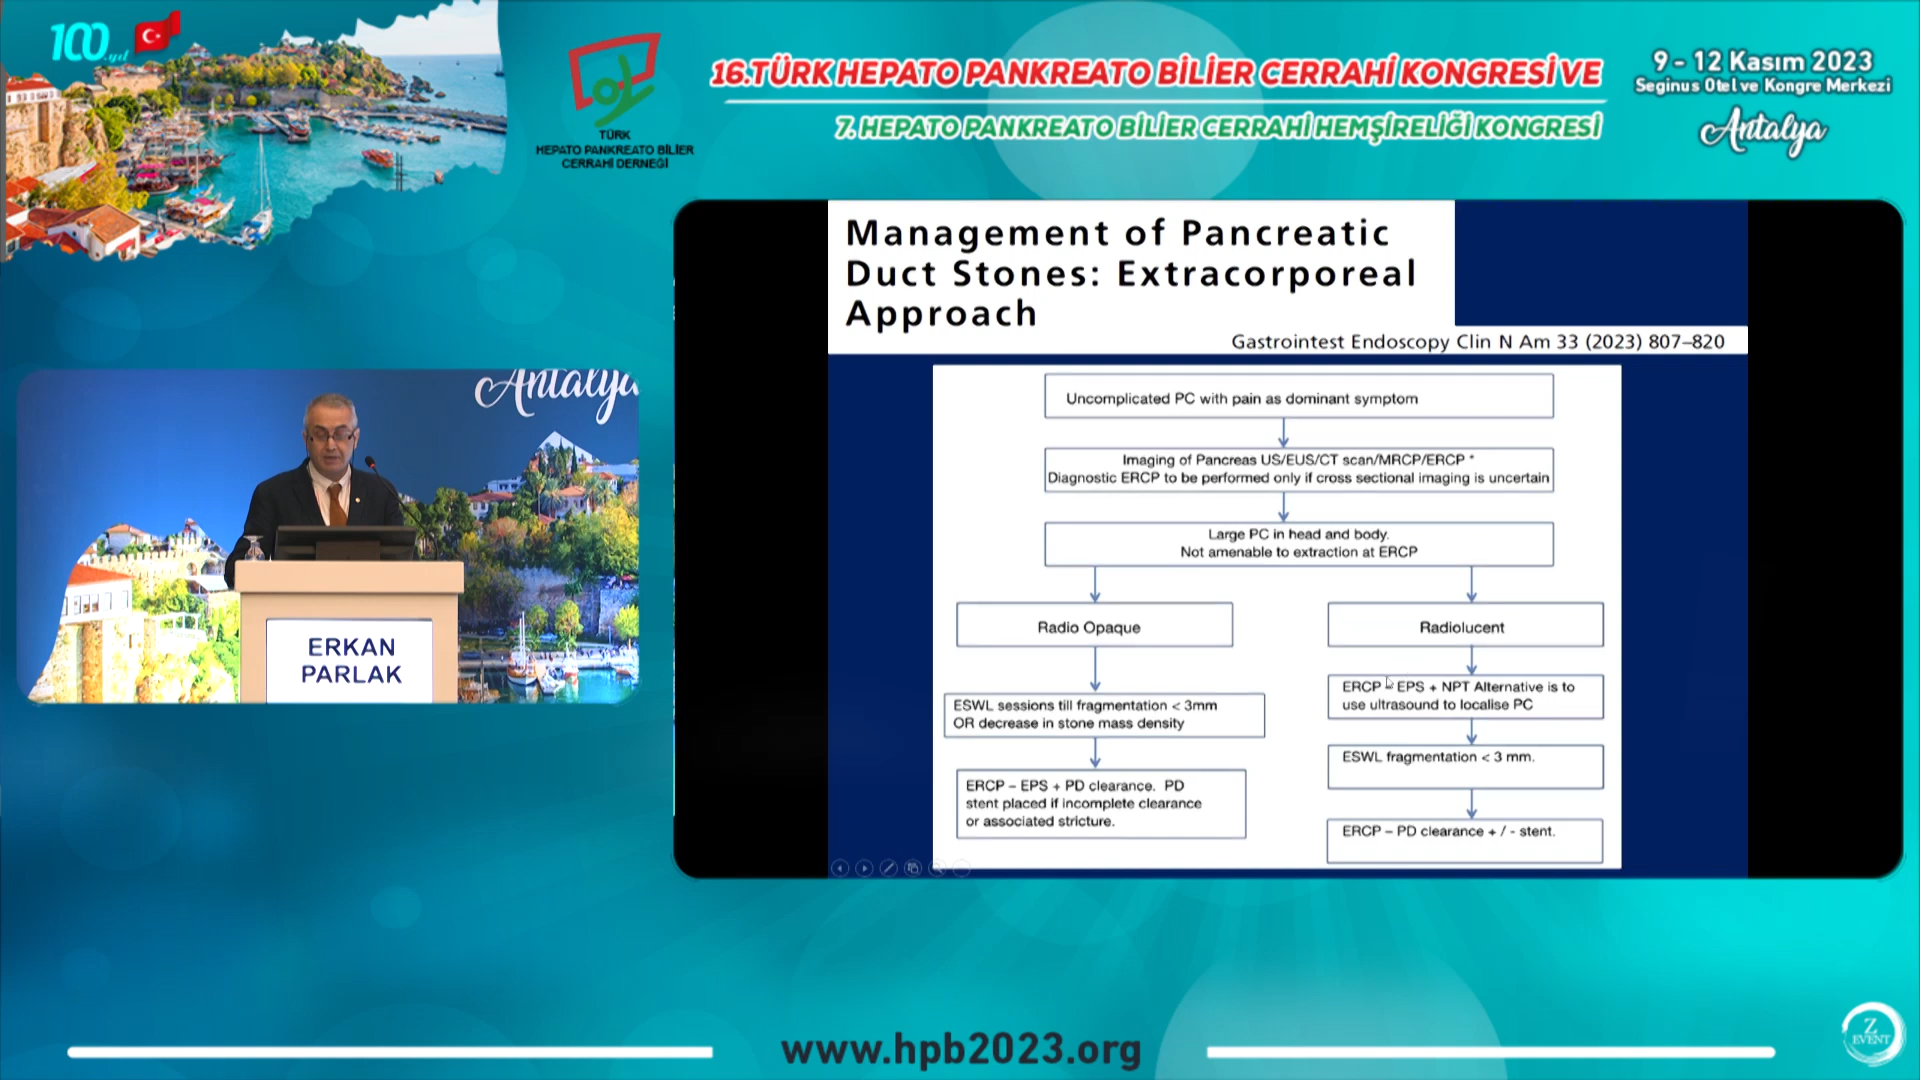 100.yıl
TÜRK
HEPATO PANKREATO BİLİER
CERRAHİ DERNEĞİ
16.TÜRK HEPATO PANKREATO BİLİER CERRAHİ KONGRESİ VE
7. HEPATO PANKREATO BİLİER CERRAHİ HEMŞİRELİĞİ KONGRESİ
9 - 12 Kasım 2023
Seginus Otel ve Kongre Merkezi
Antalya
Antalya
ERKAN
PARLAK
Management of Pancreatic
Duct Stones: Extracorporeal
Approach
Gastrointest Endoscopy Clin N Am 33 (2023) 807–820
Uncomplicated PC with pain as dominant symptom
Imaging of Pancreas US/EUS/CT scan/MRCP/ERCP *
Diagnostic ERCP to be performed only if cross sectional imaging is uncertain
Large PC in head and body.
Not amenable to extraction at ERCP
Radio Opaque
ESWL sessions till fragmentation < 3mm
OR decrease in stone mass density
ERCP – EPS + PD clearance. PD
stent placed if incomplete clearance
or associated stricture.
Radiolucent
ERCP – EPS + NPT Alternative is to
use ultrasound to localise PC
ESWL fragmentation < 3 mm.
ERCP – PD clearance + / - stent.
www.hpb2023.org
Z
EVENT